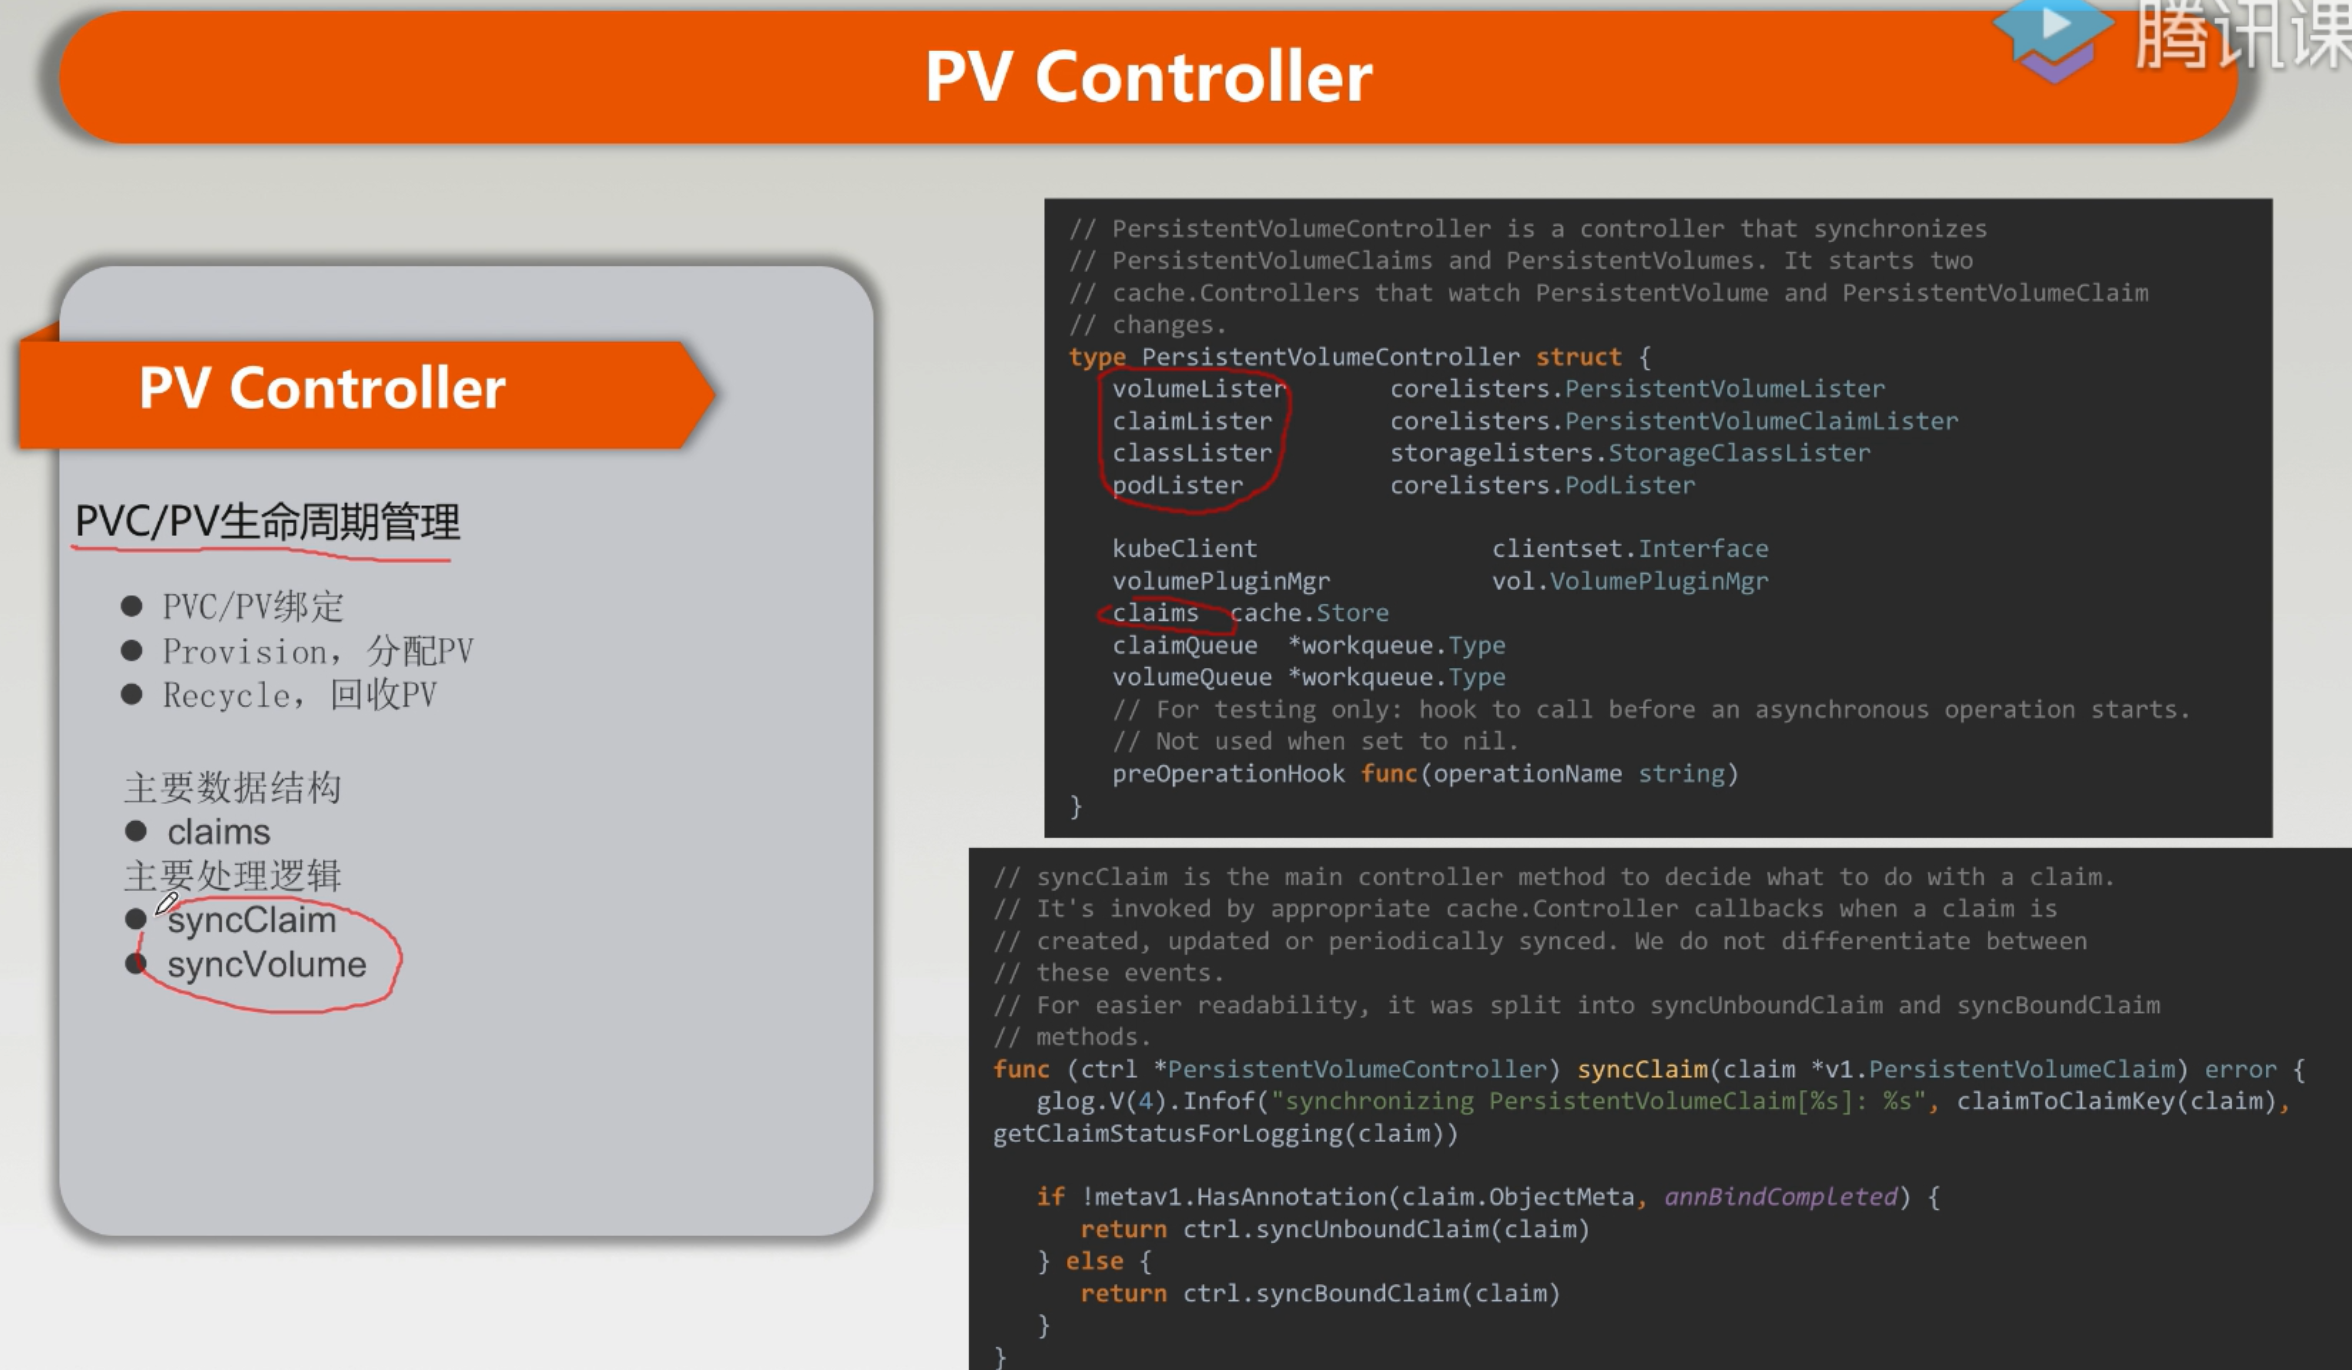 PV Controller
腾讯课
PV Controller
PVC/PV生命周期管理
● PVC/PV绑定
● Provision，分配PV
● Recycle，回收PV
主要数据结构
● claims
主要处理逻辑
● syncClaim
● syncVolume
// PersistentVolumeController is a controller that synchronizes
// PersistentVolumeClaims and PersistentVolumes. It starts two
// cache.Controllers that watch PersistentVolume and PersistentVolumeClaim
// changes.
type PersistentVolumeController struct {
volumeLister corelisters.PersistentVolumeLister
claimLister corelisters.PersistentVolumeClaimLister
classLister storagelisters.StorageClassLister
podLister corelisters.PodLister
kubeClient clientset.Interface
volumePluginMgr vol.VolumePluginMgr
claims cache.Store
claimQueue *workqueue.Type
volumeQueue *workqueue.Type
// For testing only: hook to call before an asynchronous operation starts.
// Not used when set to nil.
preOperationHook func(operationName string)
}
// syncClaim is the main controller method to decide what to do with a claim.
// It's invoked by appropriate cache.Controller callbacks when a claim is
// created, updated or periodically synced. We do not differentiate between
// these events.
// For easier readability, it was split into syncUnboundClaim and syncBoundClaim
// methods.
func (ctrl *PersistentVolumeController) syncClaim(claim *v1.PersistentVolumeClaim) error {
glog.V(4).Infof("synchronizing PersistentVolumeClaim[%s]: %s", claimToClaimKey(claim),
getClaimStatusForLogging(claim))
if !metav1.HasAnnotation(claim.ObjectMeta, annBindCompleted) {
return ctrl.syncUnboundClaim(claim)
} else {
return ctrl.syncBoundClaim(claim)
}
}